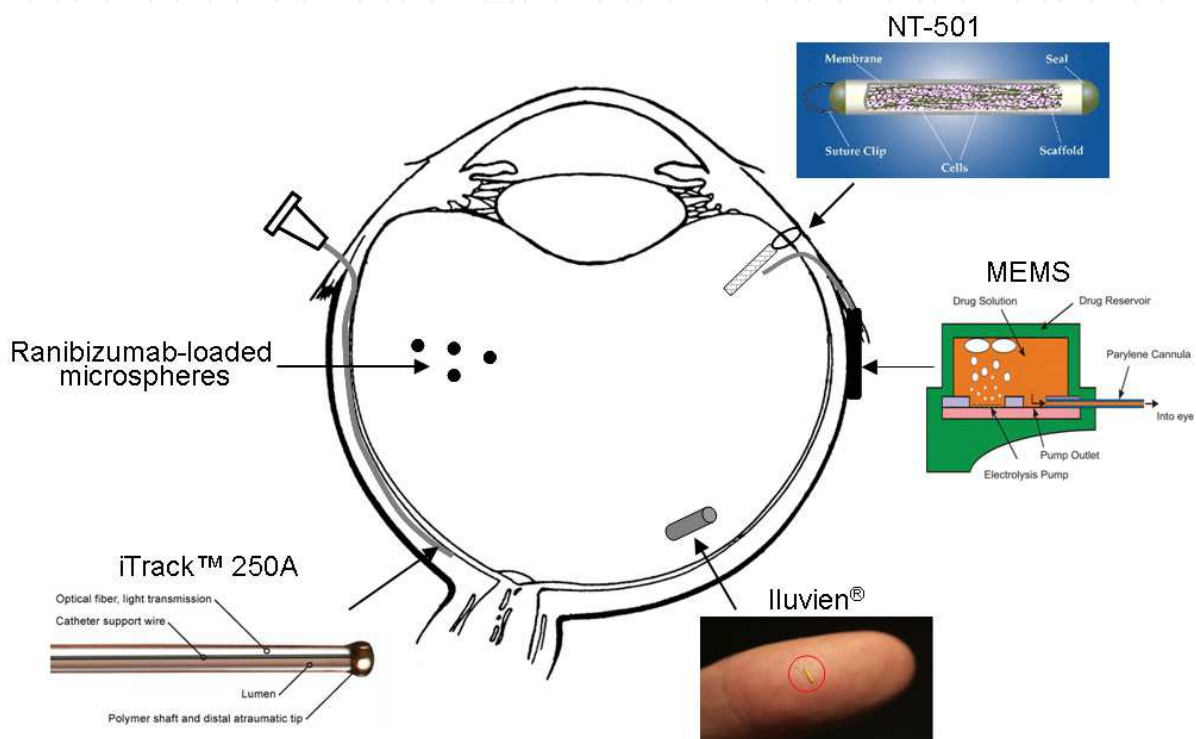 NT-501
Membrane
Seal
Suture Clip
Cells
Scaffold
MEMS
Drug Solution
Drug Reservoir
Parylene Cannula
Into eye
Pump Outlet
Electrolysis Pump
Ranibizumab-loaded
microspheres
iTrack™ 250A
Optical fiber, light transmission
Catheter support wire
Lumen
Polymer shaft and distal atraumatic tip
Iluvien®